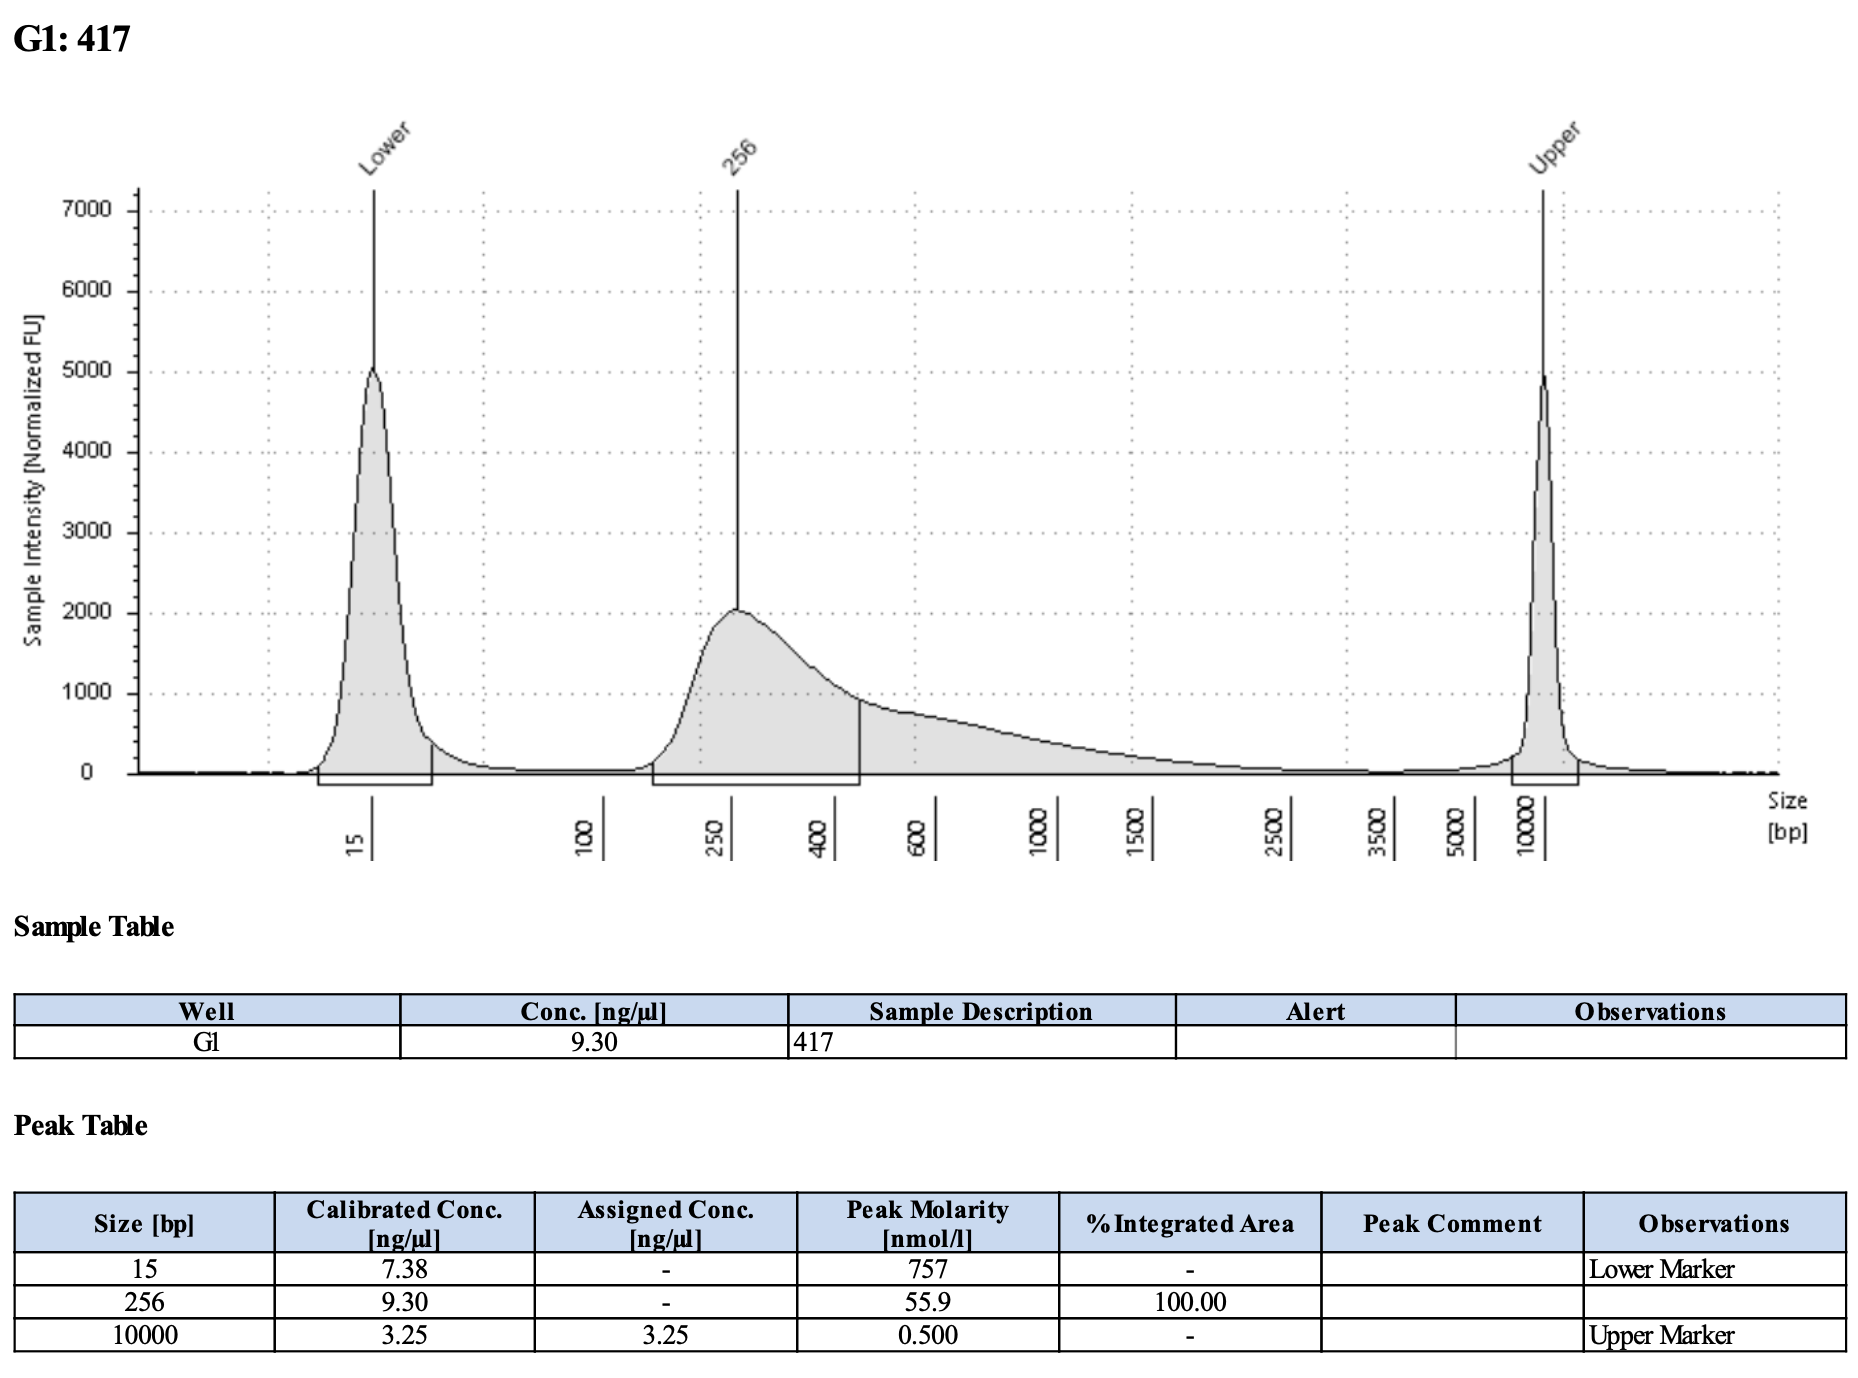 G1: 417
Lower
256
Upper
Sample Intensity [Normalized FU]
7000
6000
5000
4000
3000
2000
1000
0
15
100
250
400
600
1000
1500
2500
3500
5000
10000
Size
[bp]
Sample Table
Well Conc. [ng/µl] Sample Description Alert Observations
G1 9.30 417
Peak Table
Size [bp] Calibrated Conc. [ng/µl] Assigned Conc. [ng/µl] Peak Molarity [nmol/l] % Integrated Area Peak Comment Observations
15 7.38 - 757 - Lower Marker
256 9.30 - 55.9 100.00
10000 3.25 3.25 0.500 - Upper Marker